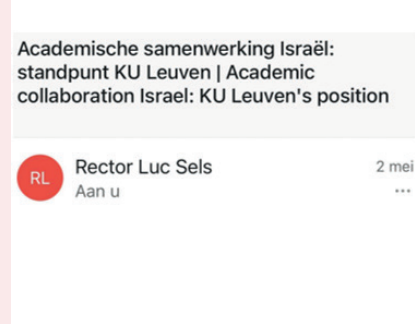 Academische samenwerking Israël:
standpunt KU Leuven | Academic
collaboration Israel: KU Leuven's position
RL
Rector Luc Sels
2 mei
Aan u
...